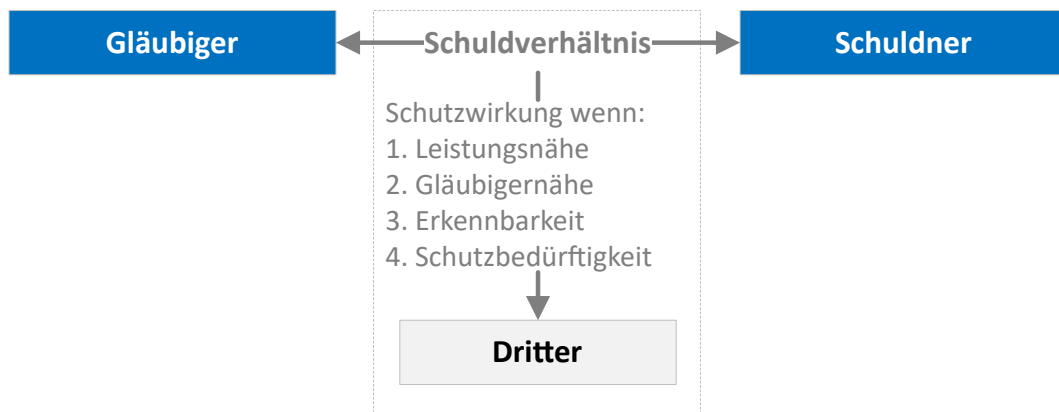 Gläubiger
Schuldverhältnis
Schuldner
Schutzwirkung wenn:
1. Leistungsnähe
2. Gläubigernähe
3. Erkennbarkeit
4. Schutzbedürftigkeit
Dritter